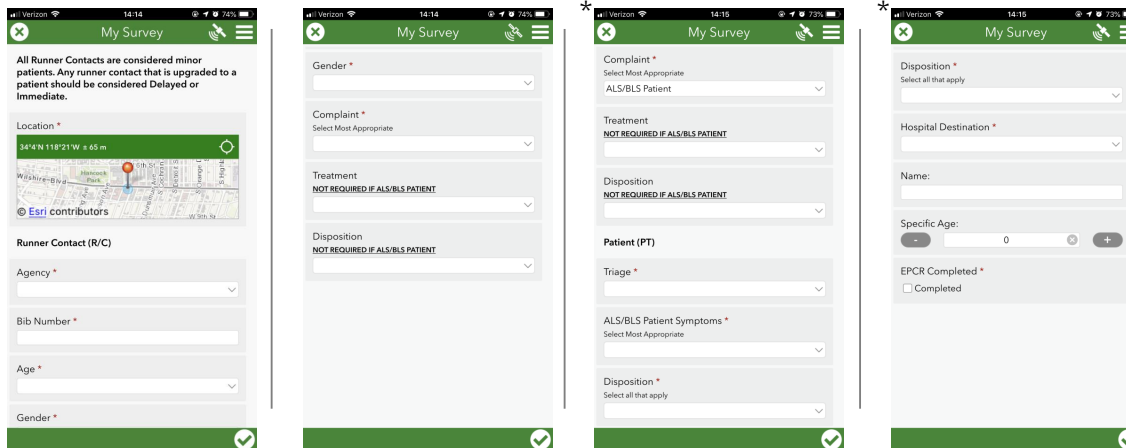 Verizon 14:14 74%
My Survey
All Runner Contacts are considered minor
patients. Any runner contact that is upgraded to a
patient should be considered Delayed or
Immediate.
Location *
34°4'N 118°21'W ± 65 m
Wilshire-Blvd
Hancock
Park
W 9th St
© Esri contributors
Runner Contact (R/C)
Agency *
Bib Number *
Age *
Gender *
Verizon 14:14 74%
My Survey
Gender *
Complaint *
Select Most Appropriate
Treatment
NOT REQUIRED IF ALS/BLS PATIENT
Disposition
NOT REQUIRED IF ALS/BLS PATIENT
*
Verizon 14:15 73%
My Survey
Complaint *
Select Most Appropriate
ALS/BLS Patient
Treatment
NOT REQUIRED IF ALS/BLS PATIENT
Disposition
NOT REQUIRED IF ALS/BLS PATIENT
Patient (PT)
Triage *
ALS/BLS Patient Symptoms *
Select Most Appropriate
Disposition *
Select all that apply
*
Verizon 14:15 73%
My Survey
Disposition *
Select all that apply
Hospital Destination *
Name:
Specific Age:
- 0 +
EPCR Completed *
Completed